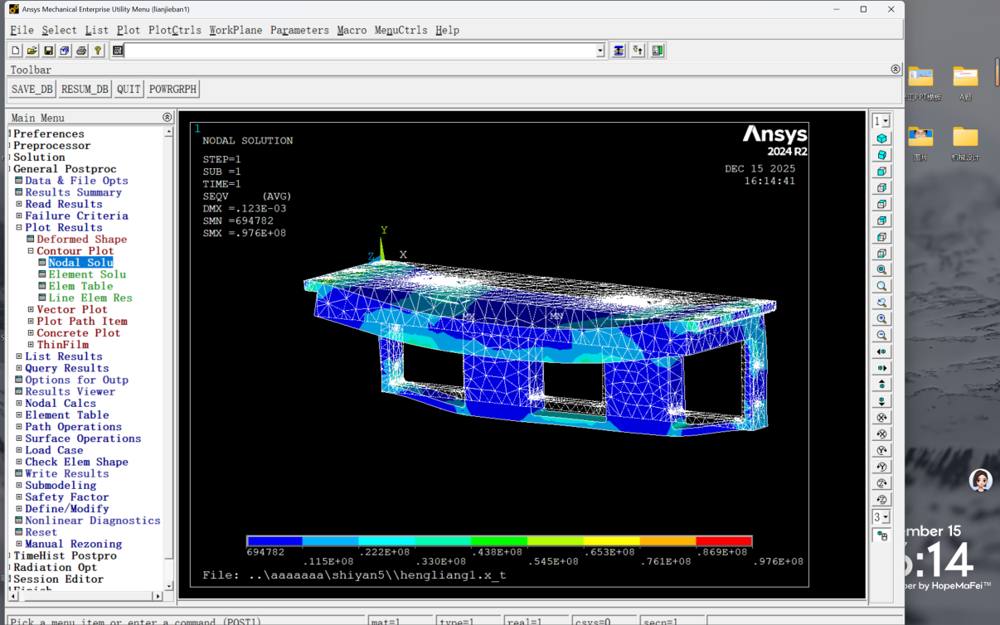 Ansys Mechanical Enterprise Utility Menu (lianjieban1)
File Select List Plot PlotCtrls WorkPlane Parameters Macro MenuCtrls Help
Toolbar
SAVE_DB RESUM_DB QUIT POWRGRPH
Main Menu
Preferences
Preprocessor
Solution
General Postproc
Data & File Opts
Results Summary
Read Results
Failure Criteria
Plot Results
Deformed Shape
Contour Plot
Nodal Solu
Element Solu
Elem Table
Line Elem Res
Vector Plot
Plot Path Item
Concrete Plot
ThinFilm
List Results
Query Results
Options for Outp
Results Viewer
Nodal Calcs
Element Table
Path Operations
Surface Operations
Load Case
Check Elem Shape
Write Results
Submodeling
Safety Factor
Define/Modify
Nonlinear Diagnostics
Reset
Manual Rezoning
TimeHist Postpro
Radiation Opt
Session Editor
Finish
1
NODAL SOLUTION
STEP=1
SUB =1
TIME=1
SEQV (AVG)
DMX =.123E-03
SMN =694782
SMX =.976E+08
Ansys
2024 R2
DEC 15 2025
16:14:41
Y
Z X
MX MN
694782 .222E+08 .438E+08 .653E+08 .869E+08
.115E+08 .330E+08 .545E+08 .761E+08 .976E+08
File: ..\aaaaaaa\shiyan5\\hengliang1.x_t
1
3
Pick a menu item or enter a command (POST1)
mat=1 type=1 real=1 csys=0 secn=1
PPT模板
A题
图片
机械设计
mber 15
:14
per by HopeMaFei™